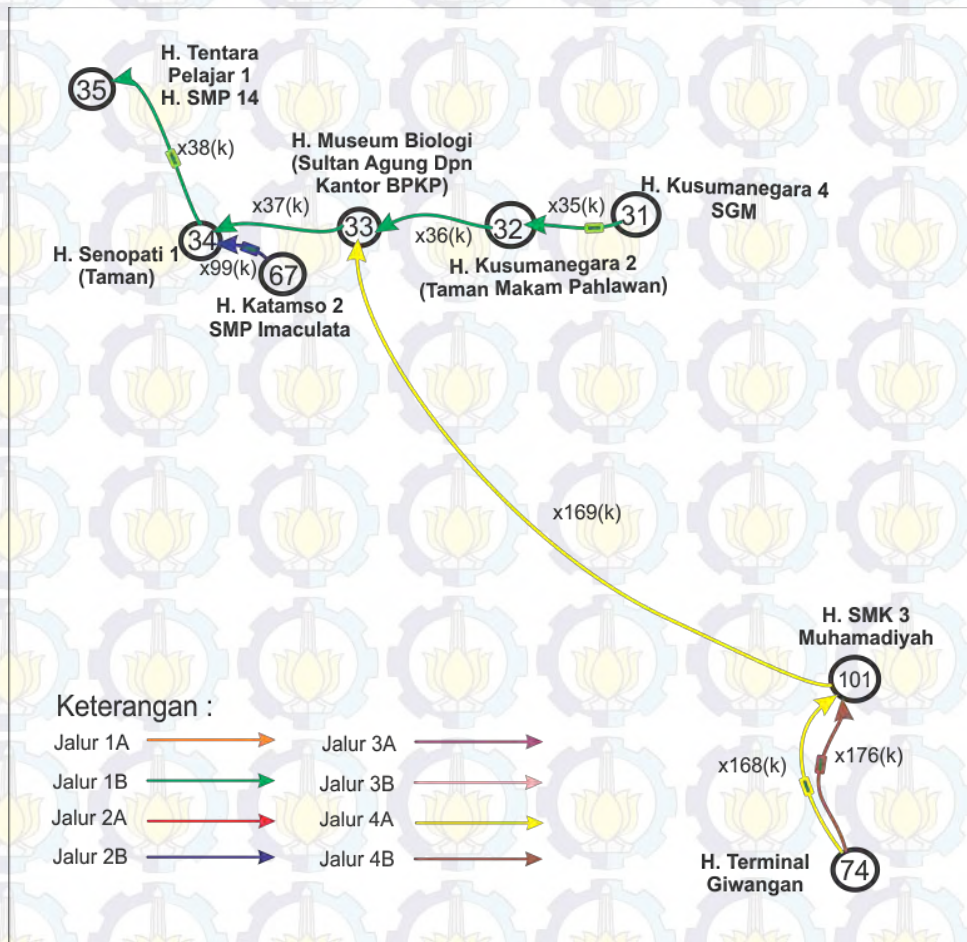 H. Tentara
Pelajar 1
H. SMP 14
35
x38(k)
H. Museum Biologi
(Sultan Agung Dpn
Kantor BPKP)
H. Kusumanegara 4
SGM
x37(k)
33
x36(k)
32
x35(k)
31
34
H. Senopati 1
(Taman)
x99(k)
67
H. Katamso 2
SMP Imaculata
H. Kusumanegara 2
(Taman Makam Pahlawan)
x169(k)
H. SMK 3
Muhamadiyah
101
x168(k)
x176(k)
H. Terminal
Giwangan
74
Keterangan :
Jalur 1A
Jalur 1B
Jalur 2A
Jalur 2B
Jalur 3A
Jalur 3B
Jalur 4A
Jalur 4B